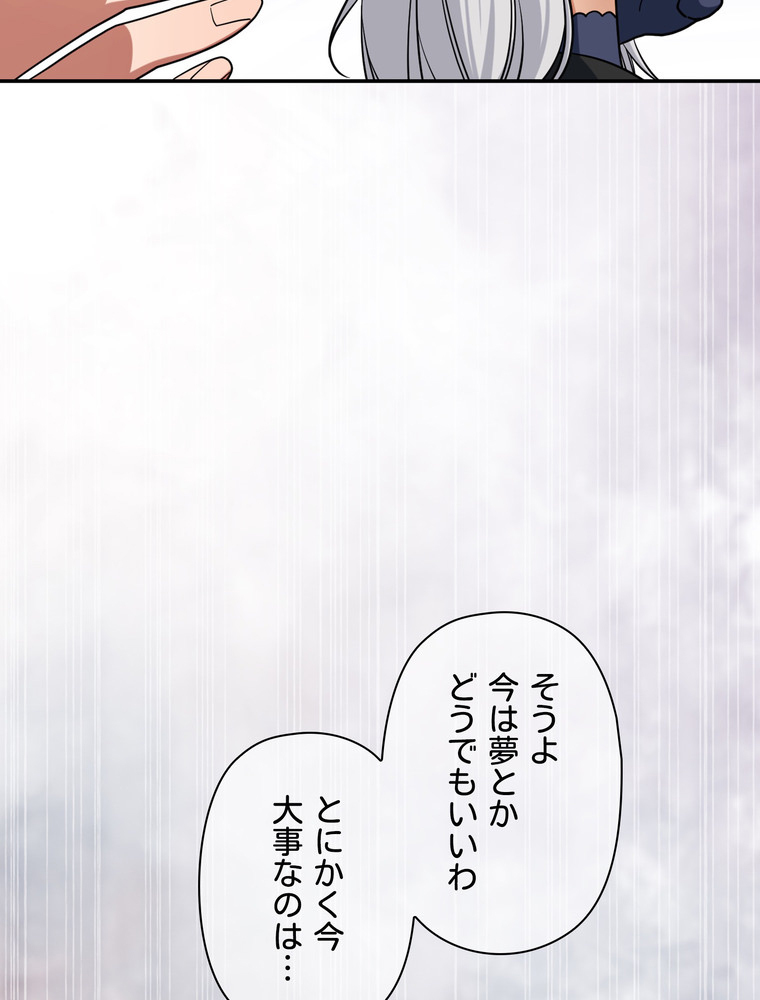 そうよ
今は夢とか
どうでもいいわ
とにかく今
大事なのは…